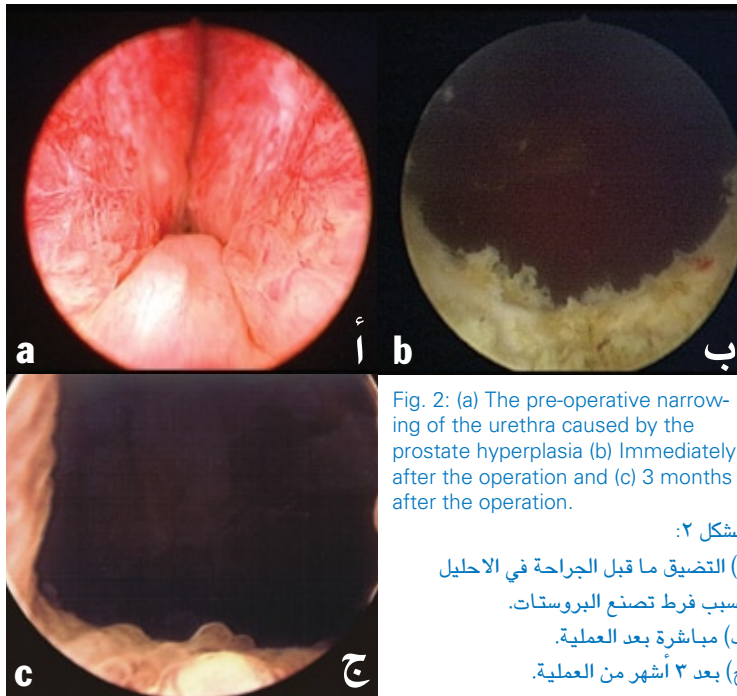 a
أ
b
ب
c
ج
Fig. 2: (a) The pre-operative narrow-
ing of the urethra caused by the
prostate hyperplasia (b) Immediately
after the operation and (c) 3 months
after the operation.
شكل ٢:
) التضيق ما قبل الجراحة في الاحليل
سبب فرط تصنع البروستات.
) مباشرة بعد العملية.
) بعد ٣ أشهر من العملية.